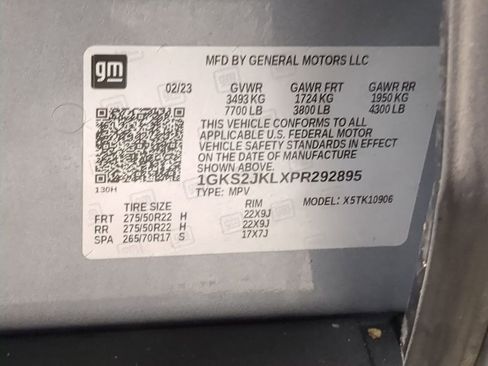 gm
MFD BY GENERAL MOTORS LLC
02/23 GVWR GAWR FRT GAWR RR
3493 KG 1724 KG 1950 KG
7700 LB 3800 LB 4300 LB
THIS VEHICLE CONFORMS TO ALL
APPLICABLE U.S. FEDERAL MOTOR
VEHICLE SAFETY STANDARDS IN EFFECT
ON THE DATE OF MANUFACTURE
SHOWN ABOVE.
1GKS2JKLXPR292895
130H TYPE: MPV MODEL: X5TK10906
TIRE SIZE RIM
FRT 275/50R22 H 22X9J
RR 275/50R22 H 22X9J
SPA 265/70R17 S 17X7J